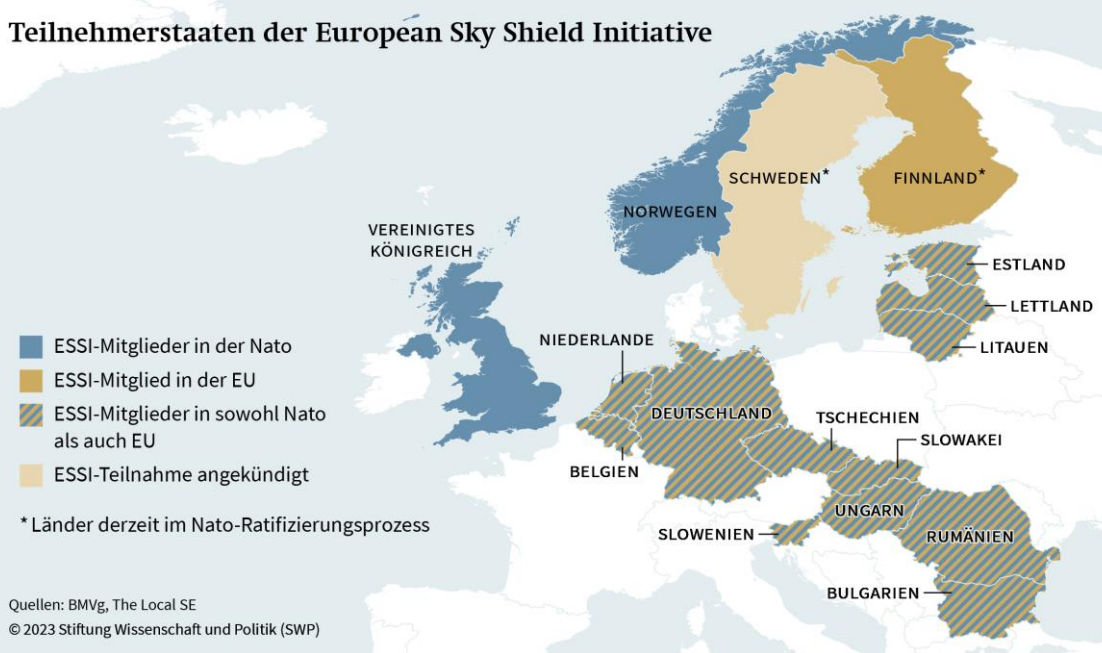 Teilnehmerstaaten der European Sky Shield Initiative
SCHWEDEN*
FINNLAND*
NORWEGEN
VEREINIGTES
KÖNIGREICH
ESTLAND
LETTLAND
LITAUEN
NIEDERLANDE
DEUTSCHLAND
TSCHECHIEN
SLOWAKEI
BELGIEN
UNGARN
SLOWENIEN
RUMÄNIEN
BULGARIEN
ESSI-Mitglieder in der Nato
ESSI-Mitglied in der EU
ESSI-Mitglieder in sowohl Nato
als auch EU
ESSI-Teilnahme angekündigt
* Länder derzeit im Nato-Ratifizierungsprozess
Quellen: BMVg, The Local SE
© 2023 Stiftung Wissenschaft und Politik (SWP)